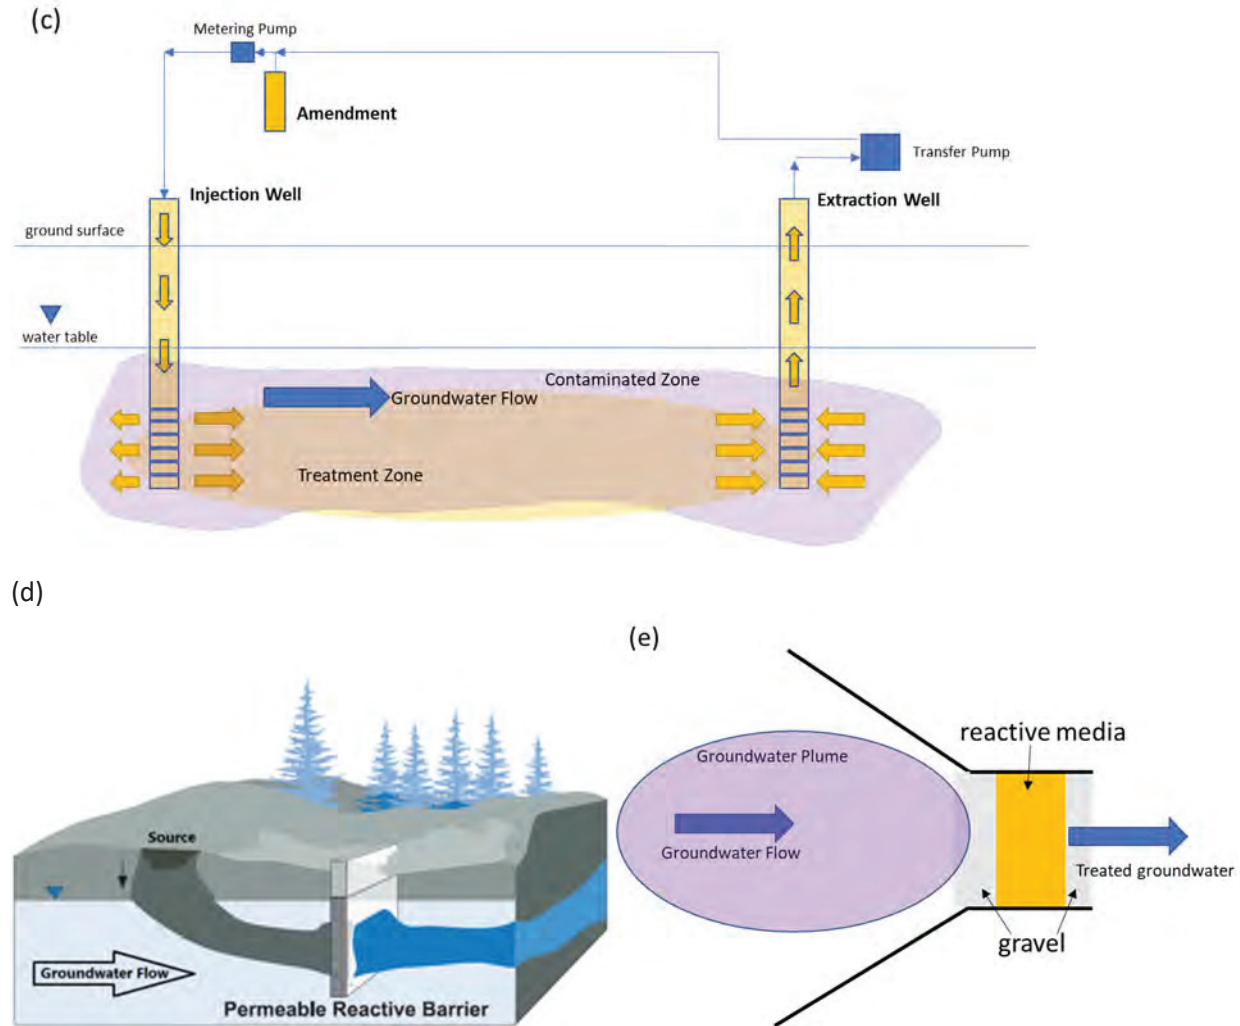 (c)
Metering Pump
Amendment
Transfer Pump
Injection Well
Extraction Well
ground surface
water table
Contaminated Zone
Groundwater Flow
Treatment Zone
(d)
Source
Groundwater Flow
Permeable Reactive Barrier
(e)
reactive media
Groundwater Plume
Groundwater Flow
Treated groundwater
gravel